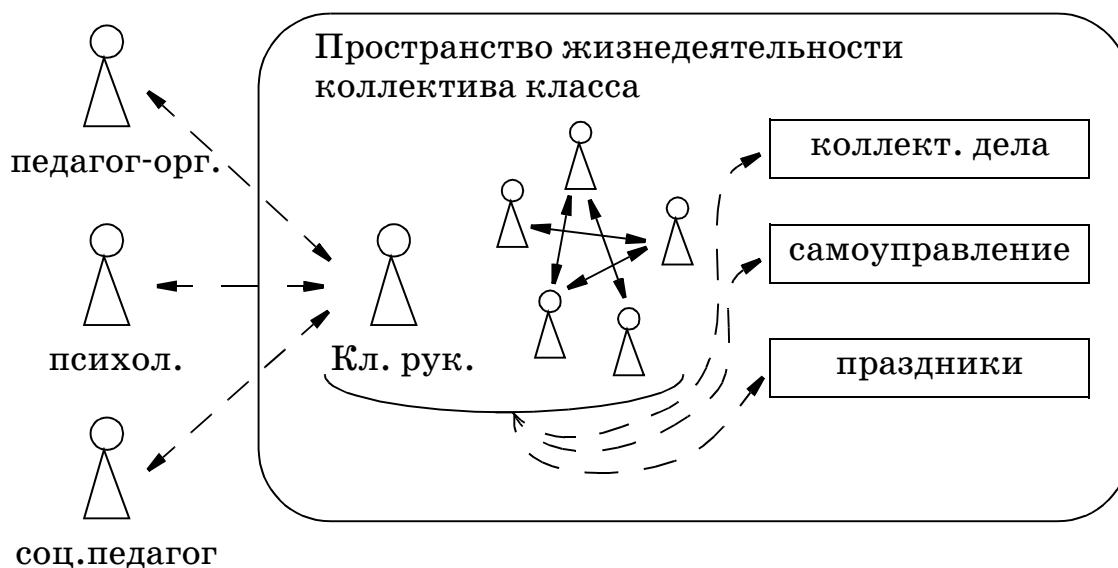 Пространство жизнедеятельности
коллектива класса
педагог-орг.
психол.
соц.педагог
Кл. рук.
коллект. дела
самоуправление
праздники